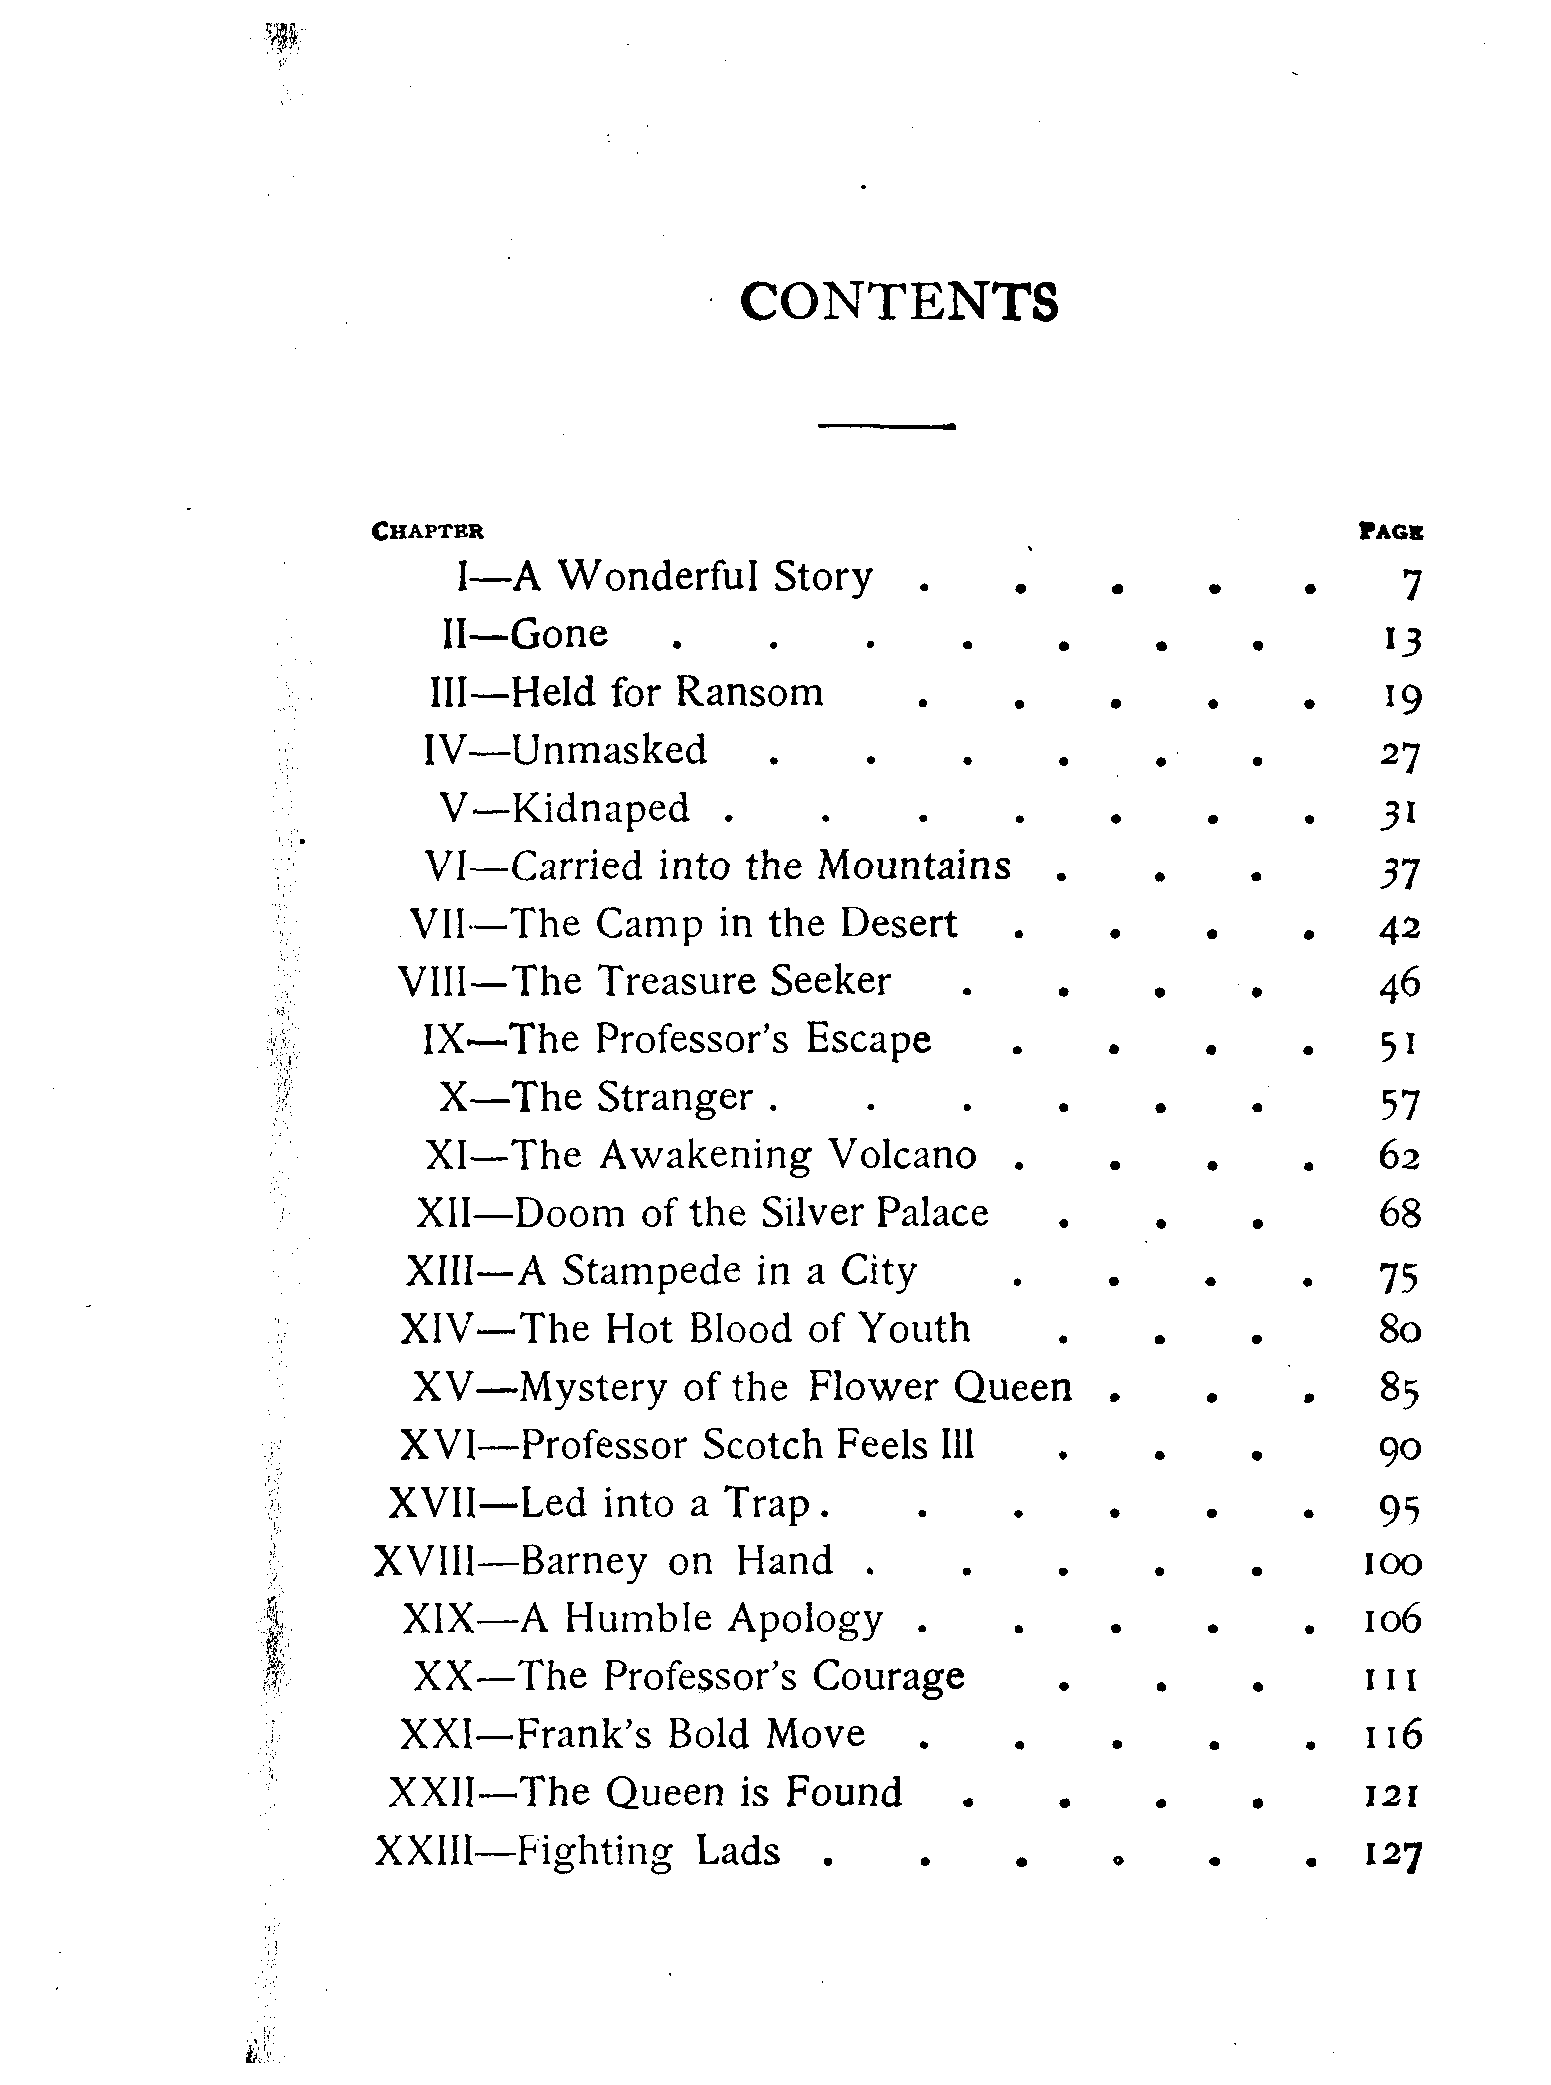 CONTENTS
CHAPTER PAGE
I—A Wonderful Story . . . . . 7
II—Gone . . . . . . . 13
III—Held for Ransom . . . . . 19
IV—Unmasked . . . . . . 27
V—Kidnaped . . . . . . . 31
VI—Carried into the Mountains . . . 37
VII—The Camp in the Desert . . . . 42
VIII—The Treasure Seeker . . . . 46
IX—The Professor's Escape . . . . 51
X—The Stranger . . . . . . 57
XI—The Awakening Volcano . . . . 62
XII—Doom of the Silver Palace . . . 68
XIII—A Stampede in a City . . . . 75
XIV—The Hot Blood of Youth . . . 80
XV—Mystery of the Flower Queen . . . 85
XVI—Professor Scotch Feels Ill . . . 90
XVII—Led into a Trap . . . . . . 95
XVIII—Barney on Hand . . . . . 100
XIX—A Humble Apology . . . . . 106
XX—The Professor's Courage . . . 111
XXI—Frank's Bold Move . . . . . 116
XXII—The Queen is Found . . . . 121
XXIII—Fighting Lads . . . . . . 127